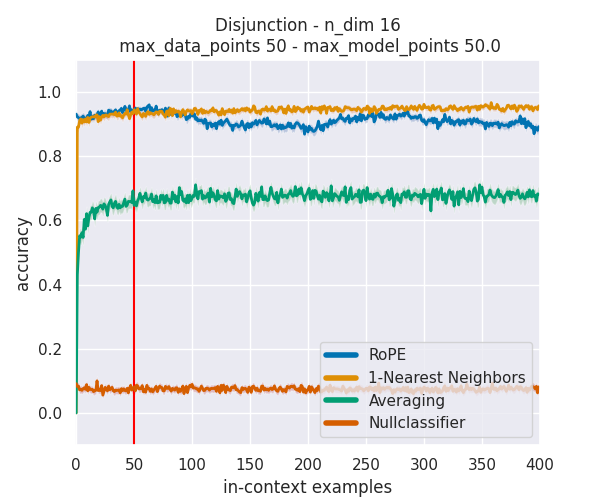 Disjunction - n_dim 16
max_data_points 50 - max_model_points 50.0
accuracy
1.0
0.8
0.6
0.4
0.2
0.0
RoPE
1-Nearest Neighbors
Averaging
Nullclassifier
0 50 100 150 200 250 300 350 400
in-context examples